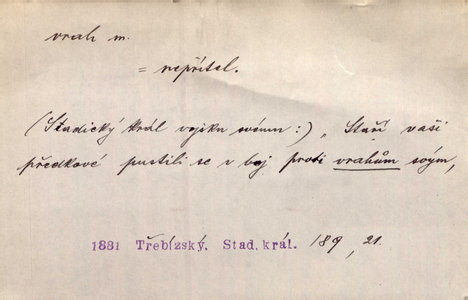 vrah m.
= nepřítel.
(Stadický král vojsku svému:) „Staří vaši
předkové pustili se v boj proti vrahům svým,
1881 Třebízský. Stad. král. 189, 21.